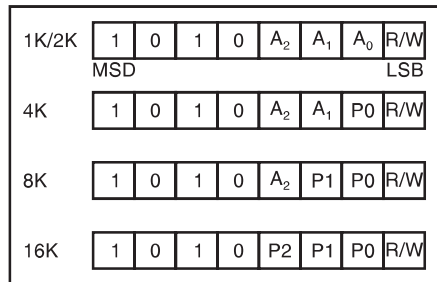 1K/2K 1 0 1 0 A₂ A₁ A₀ R/W
MSD LSB
4K 1 0 1 0 A₂ A₁ P0 R/W
8K 1 0 1 0 A₂ P1 P0 R/W
16K 1 0 1 0 P2 P1 P0 R/W